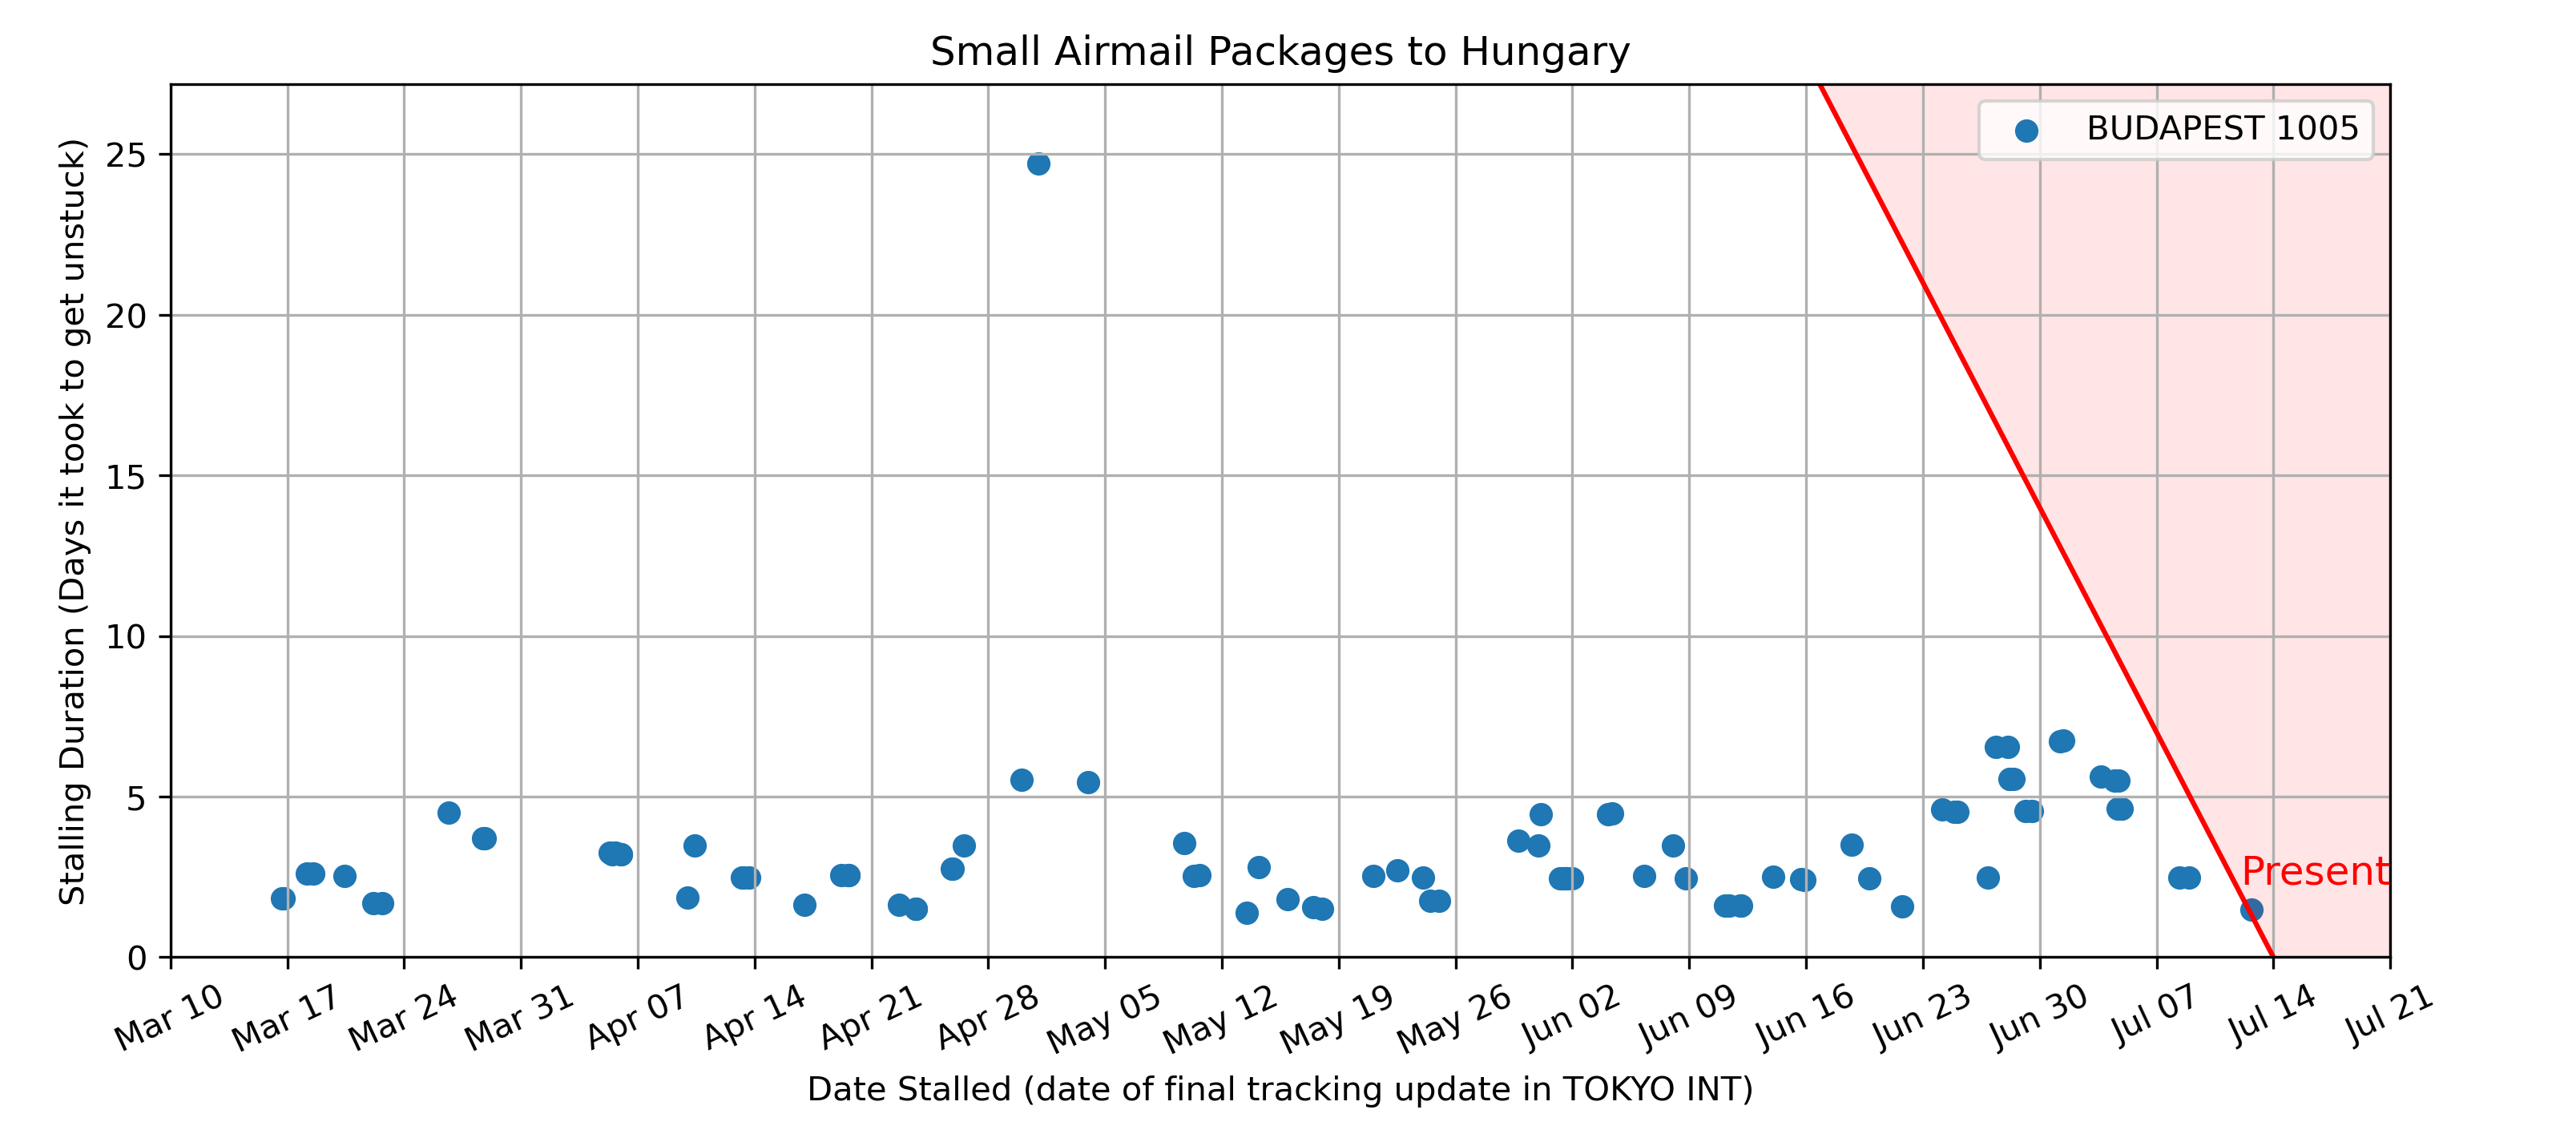 Small Airmail Packages to Hungary
BUDAPEST 1005
Stalling Duration (Days it took to get unstuck)
25
20
15
10
5
0
Present
Mar 10
Mar 17
Mar 24
Mar 31
Apr 07
Apr 14
Apr 21
Apr 28
May 05
May 12
May 19
May 26
Jun 02
Jun 09
Jun 16
Jun 23
Jun 30
Jul 07
Jul 14
Jul 21
Date Stalled (date of final tracking update in TOKYO INT)